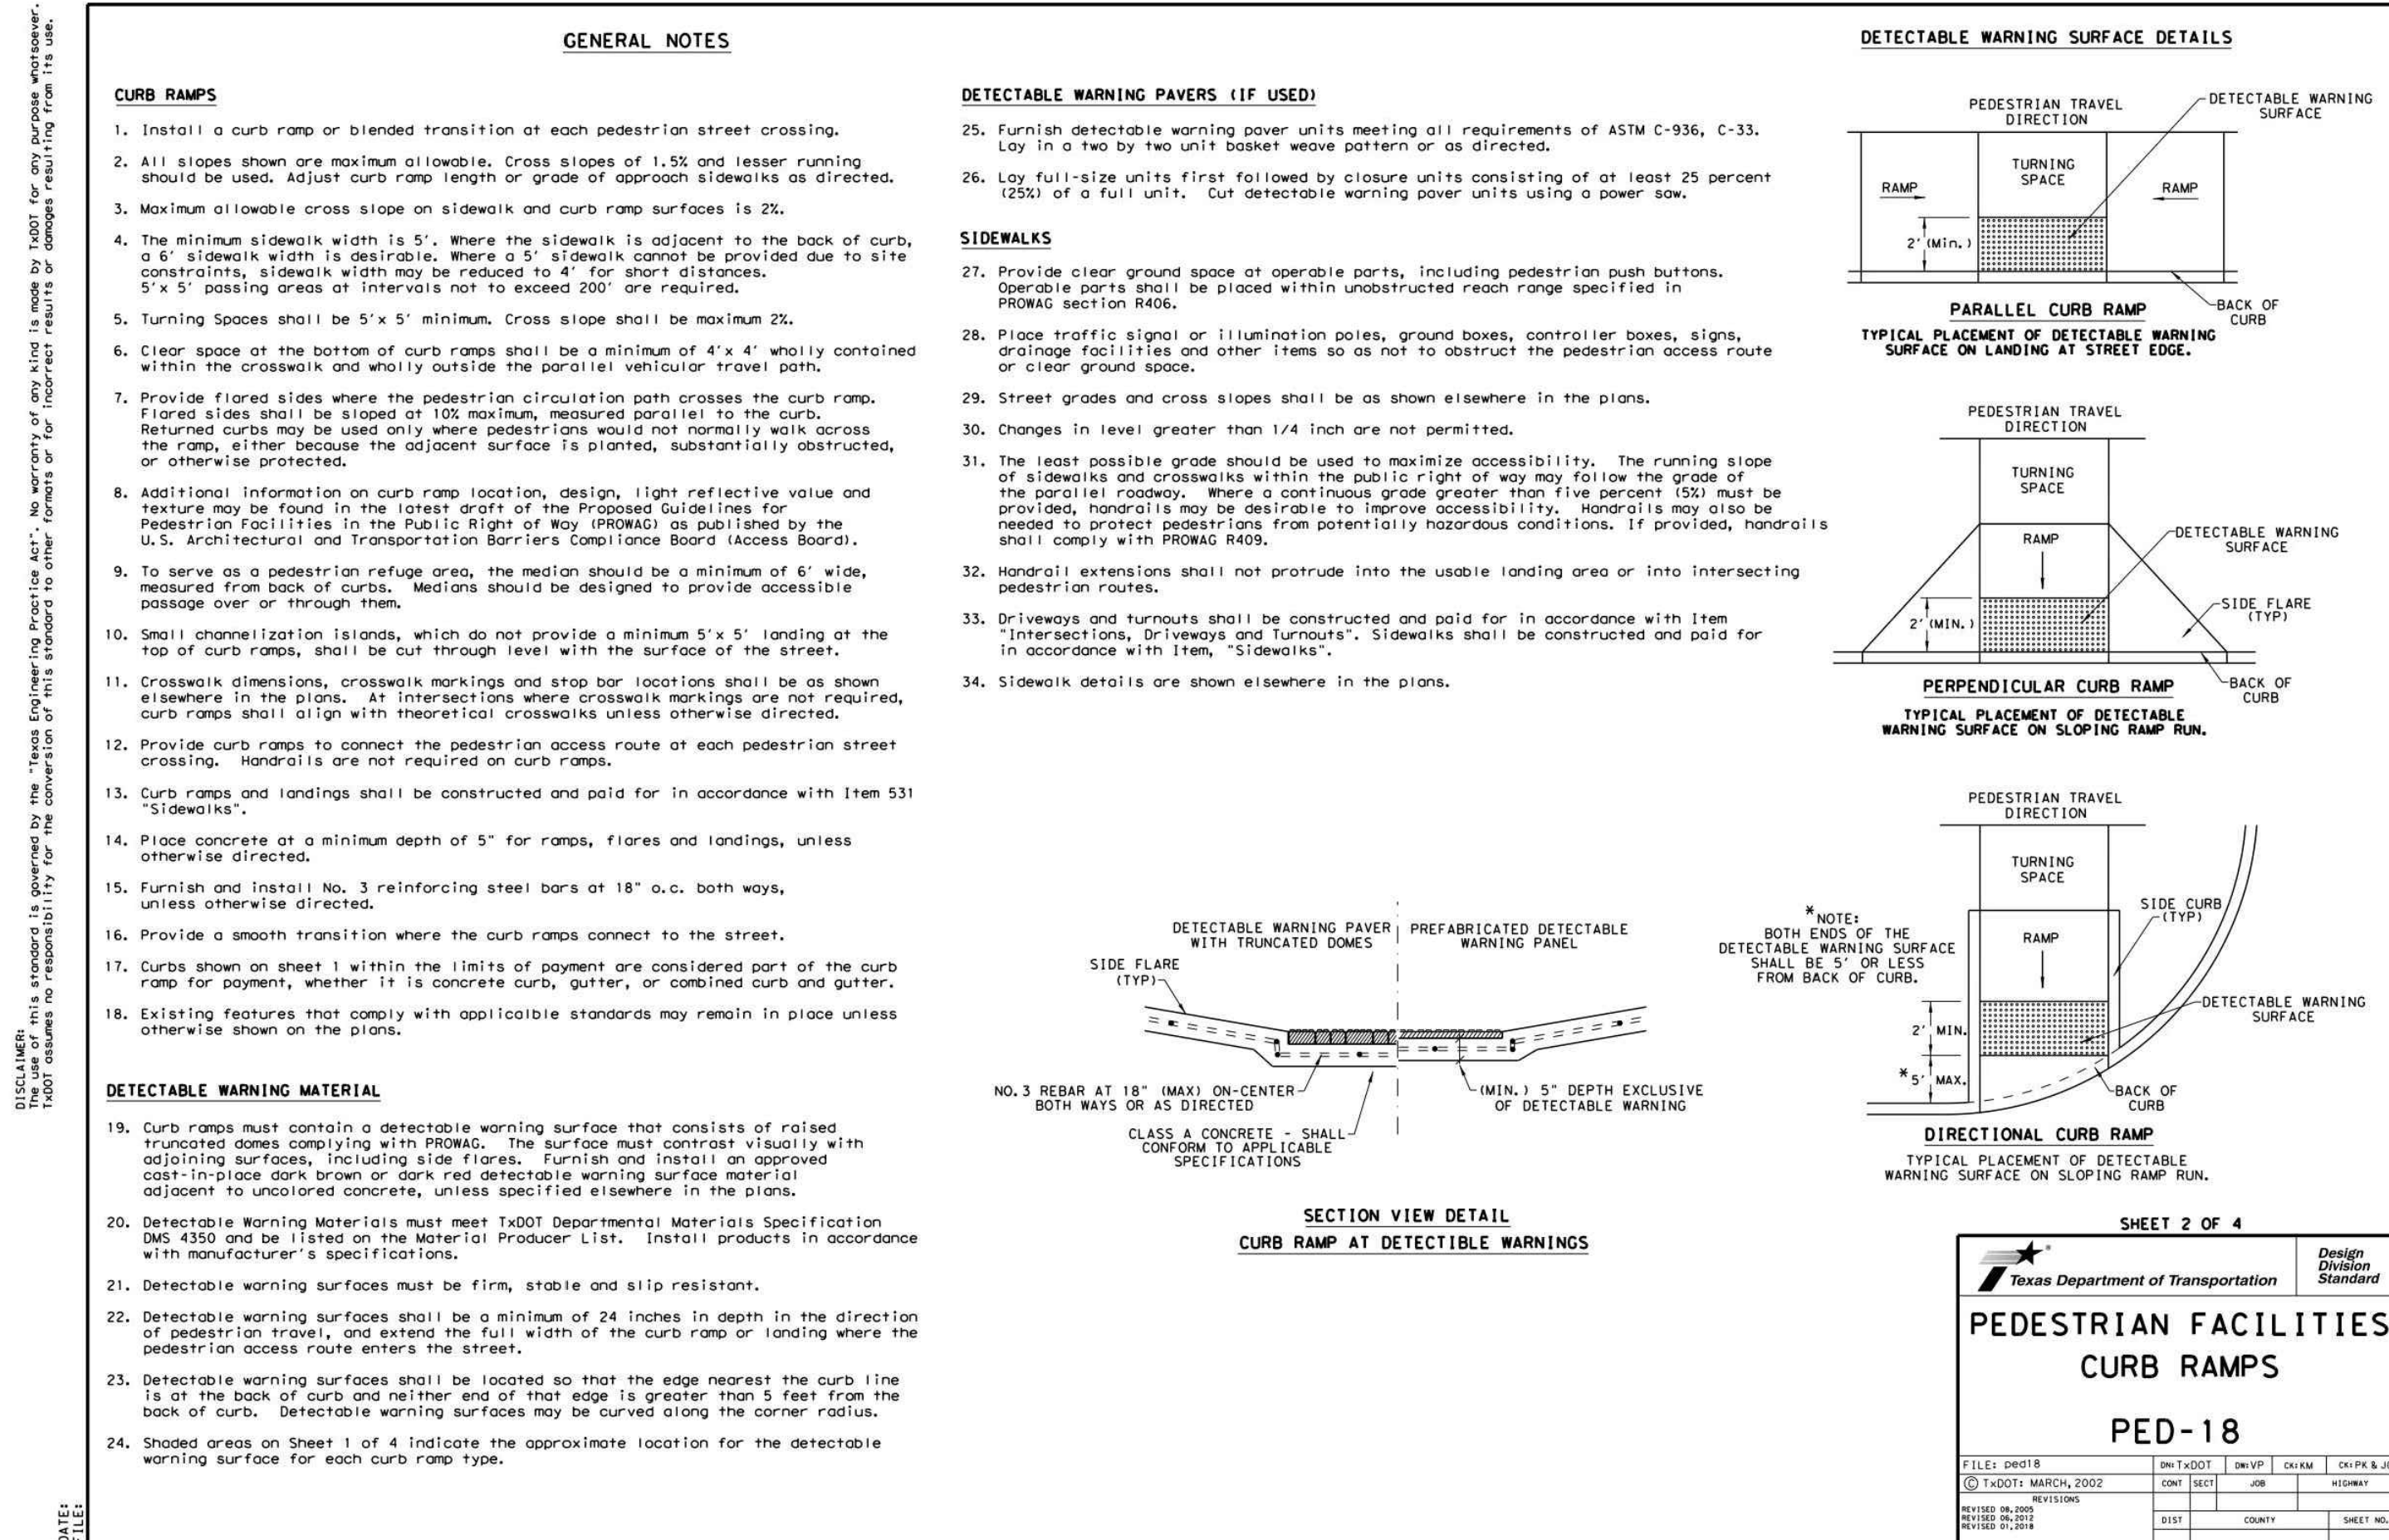 DISCLAIMER:
The use of this standard is governed by the "Texas Engineering Practice Act". No warranty of any kind is made by TxDOT for any purpose whatsoever.
TxDOT assumes no responsibility for the conversion of this standard to other formats or for incorrect results or damages resulting from its use.
DATE:
FILE:
GENERAL NOTES
CURB RAMPS
1. Install a curb ramp or blended transition at each pedestrian street crossing.
2. All slopes shown are maximum allowable. Cross slopes of 1.5% and lesser running
should be used. Adjust curb ramp length or grade of approach sidewalks as directed.
3. Maximum allowable cross slope on sidewalk and curb ramp surfaces is 2%.
4. The minimum sidewalk width is 5'. Where the sidewalk is adjacent to the back of curb,
a 6' sidewalk width is desirable. Where a 5' sidewalk cannot be provided due to site
constraints, sidewalk width may be reduced to 4' for short distances.
5'x 5' passing areas at intervals not to exceed 200' are required.
5. Turning Spaces shall be 5'x 5' minimum. Cross slope shall be maximum 2%.
6. Clear space at the bottom of curb ramps shall be a minimum of 4'x 4' wholly contained
within the crosswalk and wholly outside the parallel vehicular travel path.
7. Provide flared sides where the pedestrian circulation path crosses the curb ramp.
Flared sides shall be sloped at 10% maximum, measured parallel to the curb.
Returned curbs may be used only where pedestrians would not normally walk across
the ramp, either because the adjacent surface is planted, substantially obstructed,
or otherwise protected.
8. Additional information on curb ramp location, design, light reflective value and
texture may be found in the latest draft of the Proposed Guidelines for
Pedestrian Facilities in the Public Right of Way (PROWAG) as published by the
U.S. Architectural and Transportation Barriers Compliance Board (Access Board).
9. To serve as a pedestrian refuge area, the median should be a minimum of 6' wide,
measured from back of curbs. Medians should be designed to provide accessible
passage over or through them.
10. Small channelization islands, which do not provide a minimum 5'x 5' landing at the
top of curb ramps, shall be cut through level with the surface of the street.
11. Crosswalk dimensions, crosswalk markings and stop bar locations shall be as shown
elsewhere in the plans. At intersections where crosswalk markings are not required,
curb ramps shall align with theoretical crosswalks unless otherwise directed.
12. Provide curb ramps to connect the pedestrian access route at each pedestrian street
crossing. Handrails are not required on curb ramps.
13. Curb ramps and landings shall be constructed and paid for in accordance with Item 531
"Sidewalks".
14. Place concrete at a minimum depth of 5" for ramps, flares and landings, unless
otherwise directed.
15. Furnish and install No. 3 reinforcing steel bars at 18" o.c. both ways,
unless otherwise directed.
16. Provide a smooth transition where the curb ramps connect to the street.
17. Curbs shown on sheet 1 within the limits of payment are considered part of the curb
ramp for payment, whether it is concrete curb, gutter, or combined curb and gutter.
18. Existing features that comply with applicalble standards may remain in place unless
otherwise shown on the plans.
DETECTABLE WARNING MATERIAL
19. Curb ramps must contain a detectable warning surface that consists of raised
truncated domes complying with PROWAG. The surface must contrast visually with
adjoining surfaces, including side flares. Furnish and install an approved
cast-in-place dark brown or dark red detectable warning surface material
adjacent to uncolored concrete, unless specified elsewhere in the plans.
20. Detectable Warning Materials must meet TxDOT Departmental Materials Specification
DMS 4350 and be listed on the Material Producer List. Install products in accordance
with manufacturer's specifications.
21. Detectable warning surfaces must be firm, stable and slip resistant.
22. Detectable warning surfaces shall be a minimum of 24 inches in depth in the direction
of pedestrian travel, and extend the full width of the curb ramp or landing where the
pedestrian access route enters the street.
23. Detectable warning surfaces shall be located so that the edge nearest the curb line
is at the back of curb and neither end of that edge is greater than 5 feet from the
back of curb. Detectable warning surfaces may be curved along the corner radius.
24. Shaded areas on Sheet 1 of 4 indicate the approximate location for the detectable
warning surface for each curb ramp type.
DETECTABLE WARNING PAVERS (IF USED)
25. Furnish detectable warning paver units meeting all requirements of ASTM C-936, C-33.
Lay in a two by two unit basket weave pattern or as directed.
26. Lay full-size units first followed by closure units consisting of at least 25 percent
(25%) of a full unit. Cut detectable warning paver units using a power saw.
SIDEWALKS
27. Provide clear ground space at operable parts, including pedestrian push buttons.
Operable parts shall be placed within unobstructed reach range specified in
PROWAG section R406.
28. Place traffic signal or illumination poles, ground boxes, controller boxes, signs,
drainage facilities and other items so as not to obstruct the pedestrian access route
or clear ground space.
29. Street grades and cross slopes shall be as shown elsewhere in the plans.
30. Changes in level greater than 1/4 inch are not permitted.
31. The least possible grade should be used to maximize accessibility. The running slope
of sidewalks and crosswalks within the public right of way may follow the grade of
the parallel roadway. Where a continuous grade greater than five percent (5%) must be
provided, handrails may be desirable to improve accessibility. Handrails may also be
needed to protect pedestrians from potentially hazardous conditions. If provided, handrails
shall comply with PROWAG R409.
32. Handrail extensions shall not protrude into the usable landing area or into intersecting
pedestrian routes.
33. Driveways and turnouts shall be constructed and paid for in accordance with Item
"Intersections, Driveways and Turnouts". Sidewalks shall be constructed and paid for
in accordance with Item, "Sidewalks".
34. Sidewalk details are shown elsewhere in the plans.
DETECTABLE WARNING PAVER
WITH TRUNCATED DOMES
PREFABRICATED DETECTABLE
WARNING PANEL
SIDE FLARE
(TYP)
NO.3 REBAR AT 18" (MAX) ON-CENTER
BOTH WAYS OR AS DIRECTED
(MIN.) 5" DEPTH EXCLUSIVE
OF DETECTABLE WARNING
CLASS A CONCRETE - SHALL
CONFORM TO APPLICABLE
SPECIFICATIONS
SECTION VIEW DETAIL
CURB RAMP AT DETECTIBLE WARNINGS
DETECTABLE WARNING SURFACE DETAILS
PEDESTRIAN TRAVEL
DIRECTION
DETECTABLE WARNING
SURFACE
TURNING
SPACE
RAMP
RAMP
2' (Min.)
BACK OF
CURB
PARALLEL CURB RAMP
TYPICAL PLACEMENT OF DETECTABLE WARNING
SURFACE ON LANDING AT STREET EDGE.
PEDESTRIAN TRAVEL
DIRECTION
TURNING
SPACE
RAMP
DETECTABLE WARNING
SURFACE
SIDE FLARE
(TYP)
2' (MIN.)
BACK OF
CURB
PERPENDICULAR CURB RAMP
TYPICAL PLACEMENT OF DETECTABLE
WARNING SURFACE ON SLOPING RAMP RUN.
PEDESTRIAN TRAVEL
DIRECTION
TURNING
SPACE
SIDE CURB
(TYP)
*NOTE:
BOTH ENDS OF THE
DETECTABLE WARNING SURFACE
SHALL BE 5' OR LESS
FROM BACK OF CURB.
RAMP
DETECTABLE WARNING
SURFACE
2' MIN.
*5' MAX.
BACK OF
CURB
DIRECTIONAL CURB RAMP
TYPICAL PLACEMENT OF DETECTABLE
WARNING SURFACE ON SLOPING RAMP RUN.
SHEET 2 OF 4
Texas Department of Transportation
Design
Division
Standard
PEDESTRIAN FACILITIES
CURB RAMPS
PED-18
FILE: ped18
DN: TxDOT
DW: VP
CK: KM
CK: PK &
© TxDOT: MARCH, 2002
CONT
SECT
JOB
HIGHWAY
REVISIONS
REVISED 08,2005
REVISED 06,2012
REVISED 01,2018
DIST
COUNTY
SHEET NO.